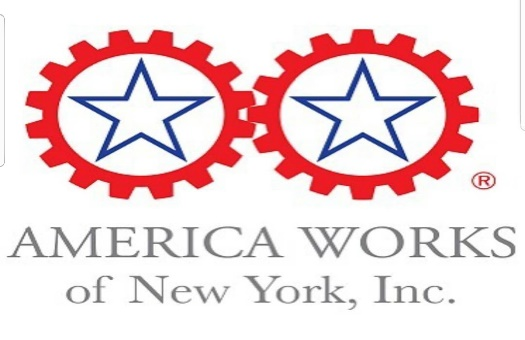 ®
AMERICA WORKS
of New York, Inc.